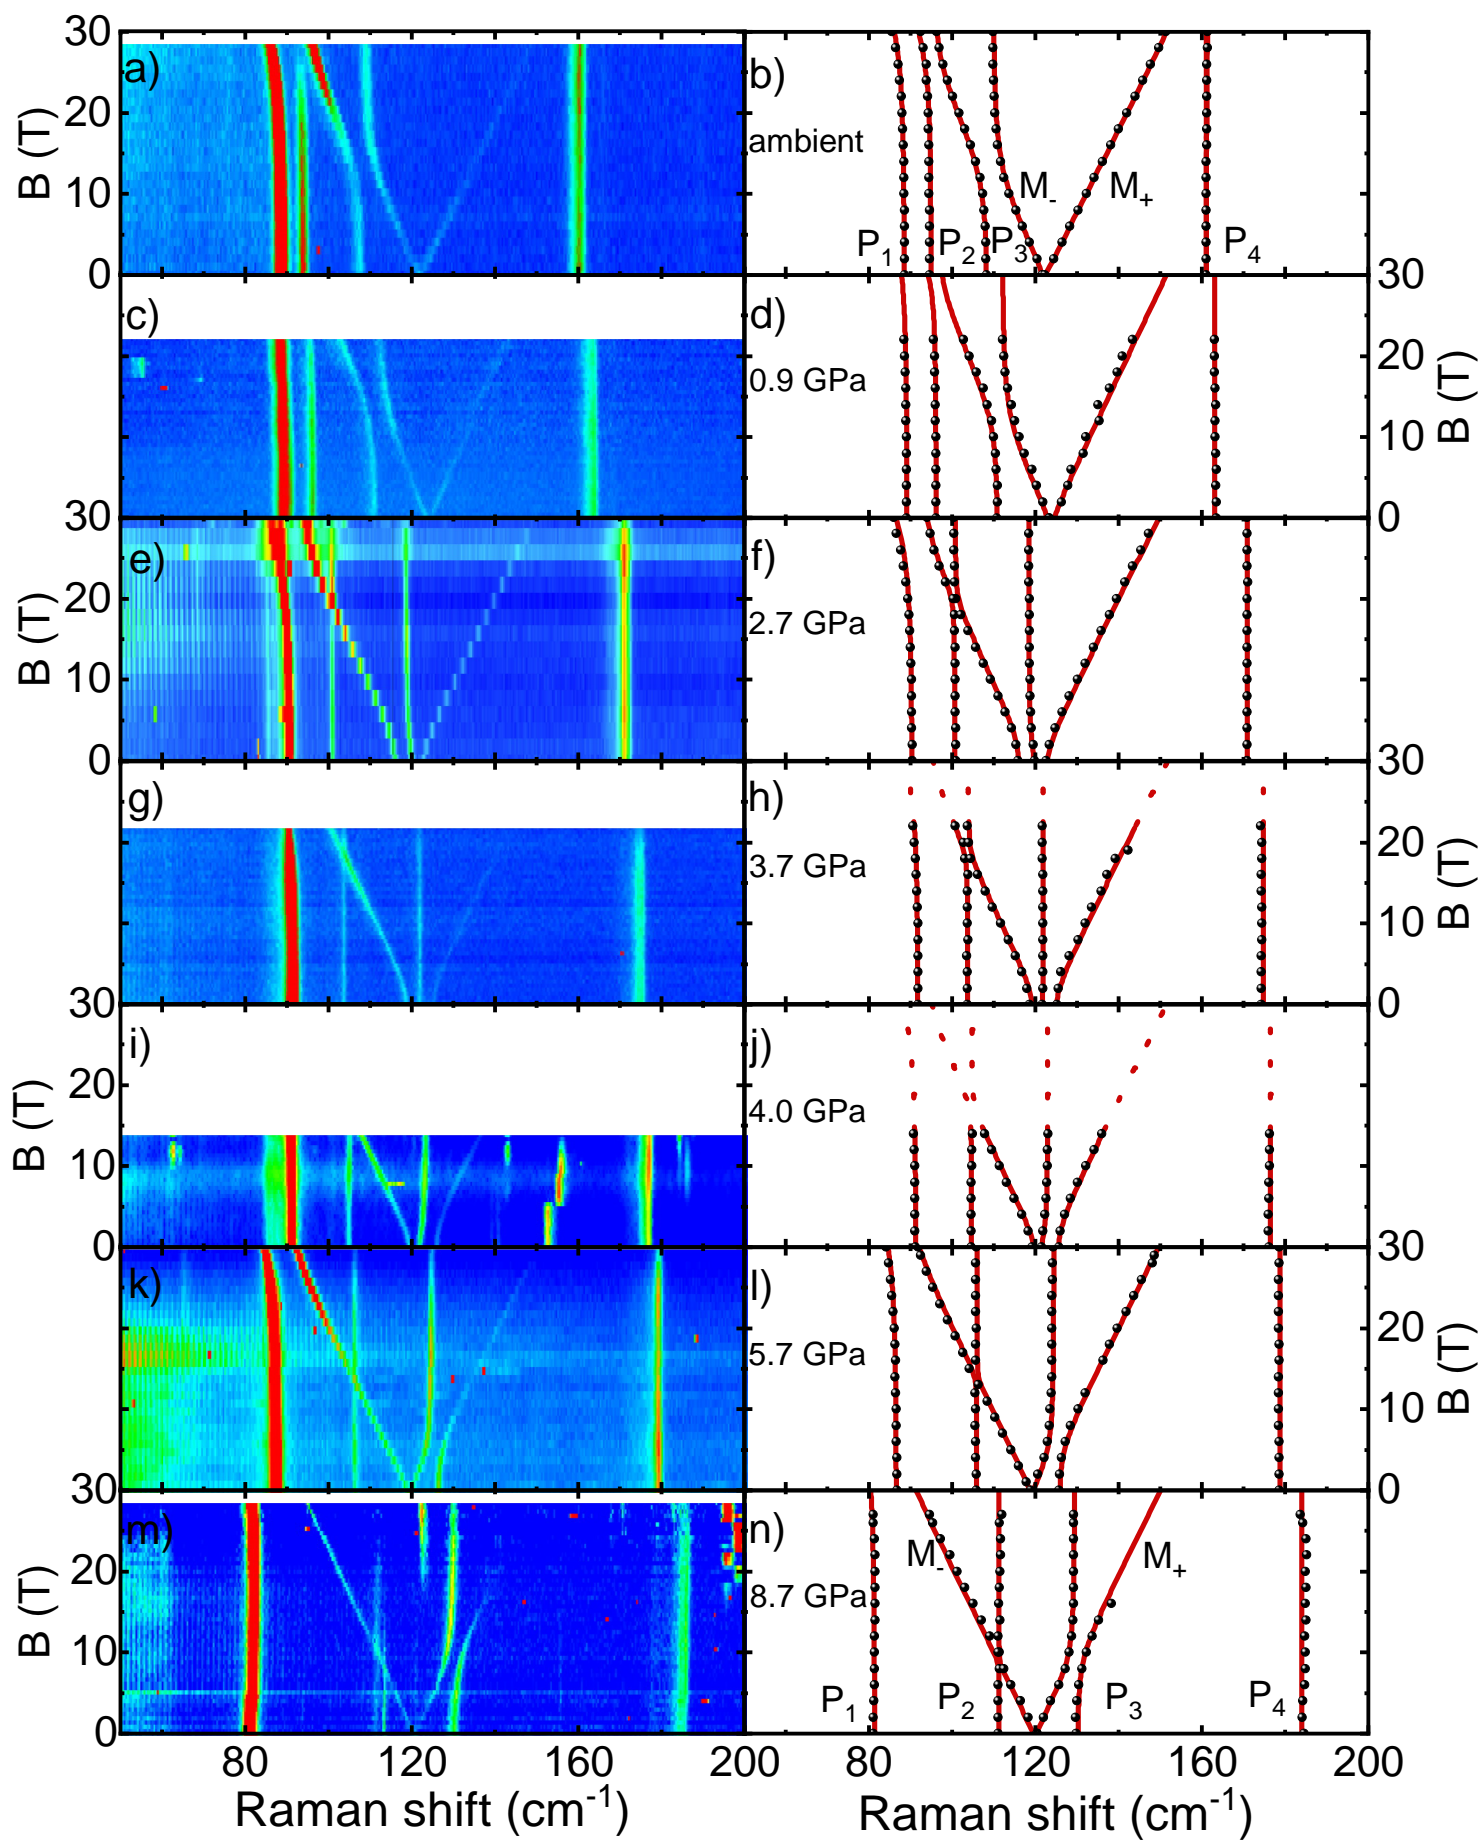 30
a)
b)
20
ambient
B (T)
10
M-
M+
P1
P2
P3
P4
0
30
c)
d)
20
0.9 GPa
B (T)
10
30
0
e)
f)
20
2.7 GPa
B (T)
10
0
30
g)
h)
20
3.7 GPa
B (T)
10
30
0
i)
j)
20
4.0 GPa
B (T)
10
0
30
k)
l)
20
5.7 GPa
B (T)
10
30
0
m)
n)
M-
M+
20
8.7 GPa
B (T)
10
P1
P2
P3
P4
0
80 120 160 200 80 120 160 200
Raman shift (cm-1) Raman shift (cm-1)